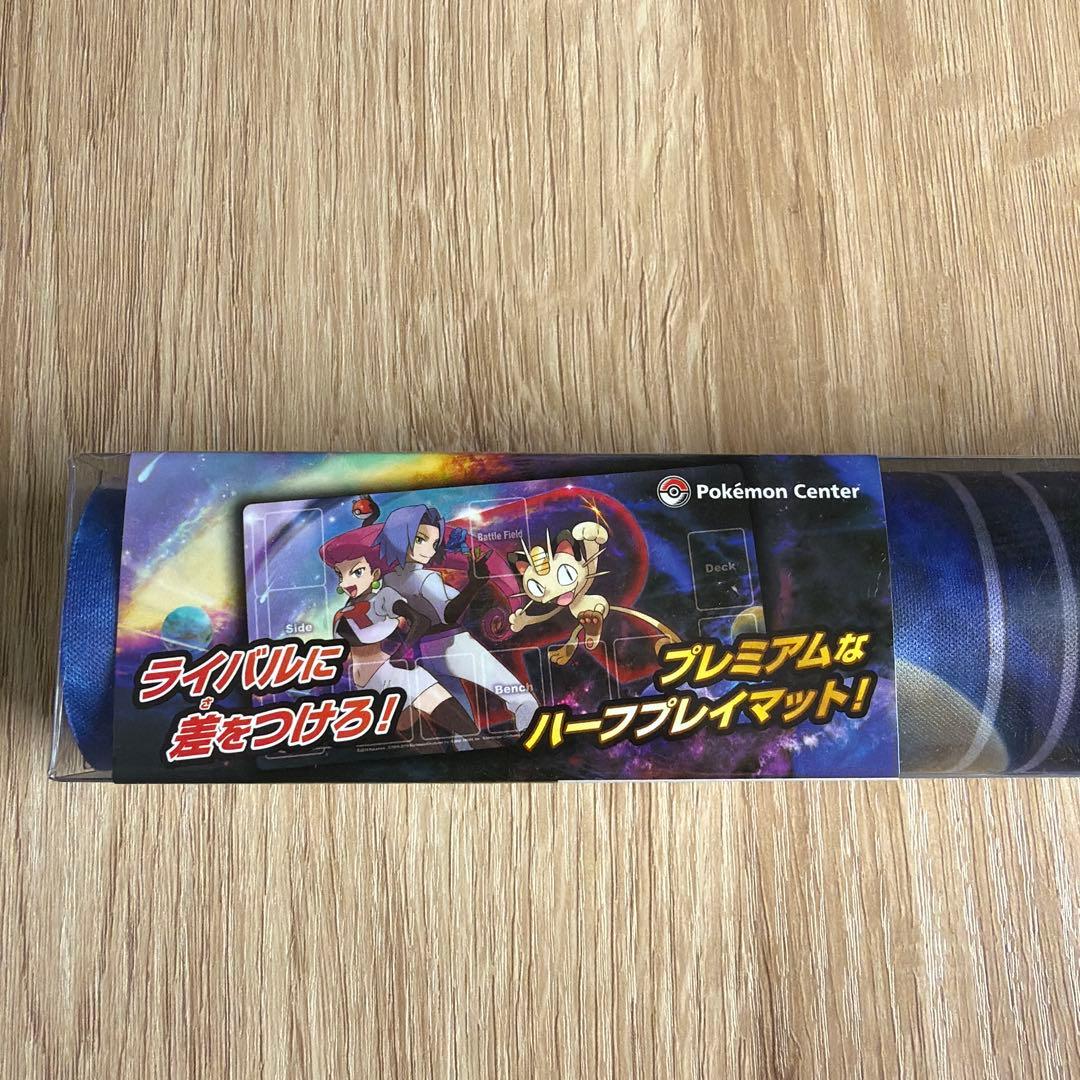 Pokémon Center
Battle Field
Deck
Side
Bench
ライバルに
差をつけろ!
さ
プレミアムな
ハーフプレイマット!